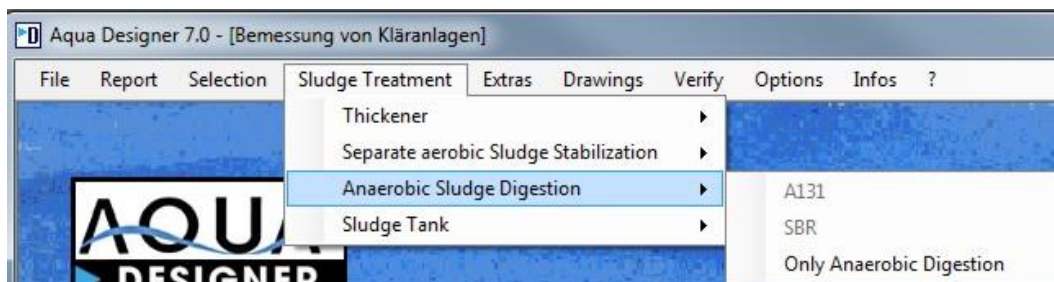 Aqua Designer 7.0 - [Bemessung von Kläranlagen]
File Report Selection Sludge Treatment Extras Drawings Verify Options Infos ?
Thickener
Separate aerobic Sludge Stabilization
Anaerobic Sludge Digestion
Sludge Tank
A131
SBR
Only Anaerobic Digestion
AQUA
DESIGNER